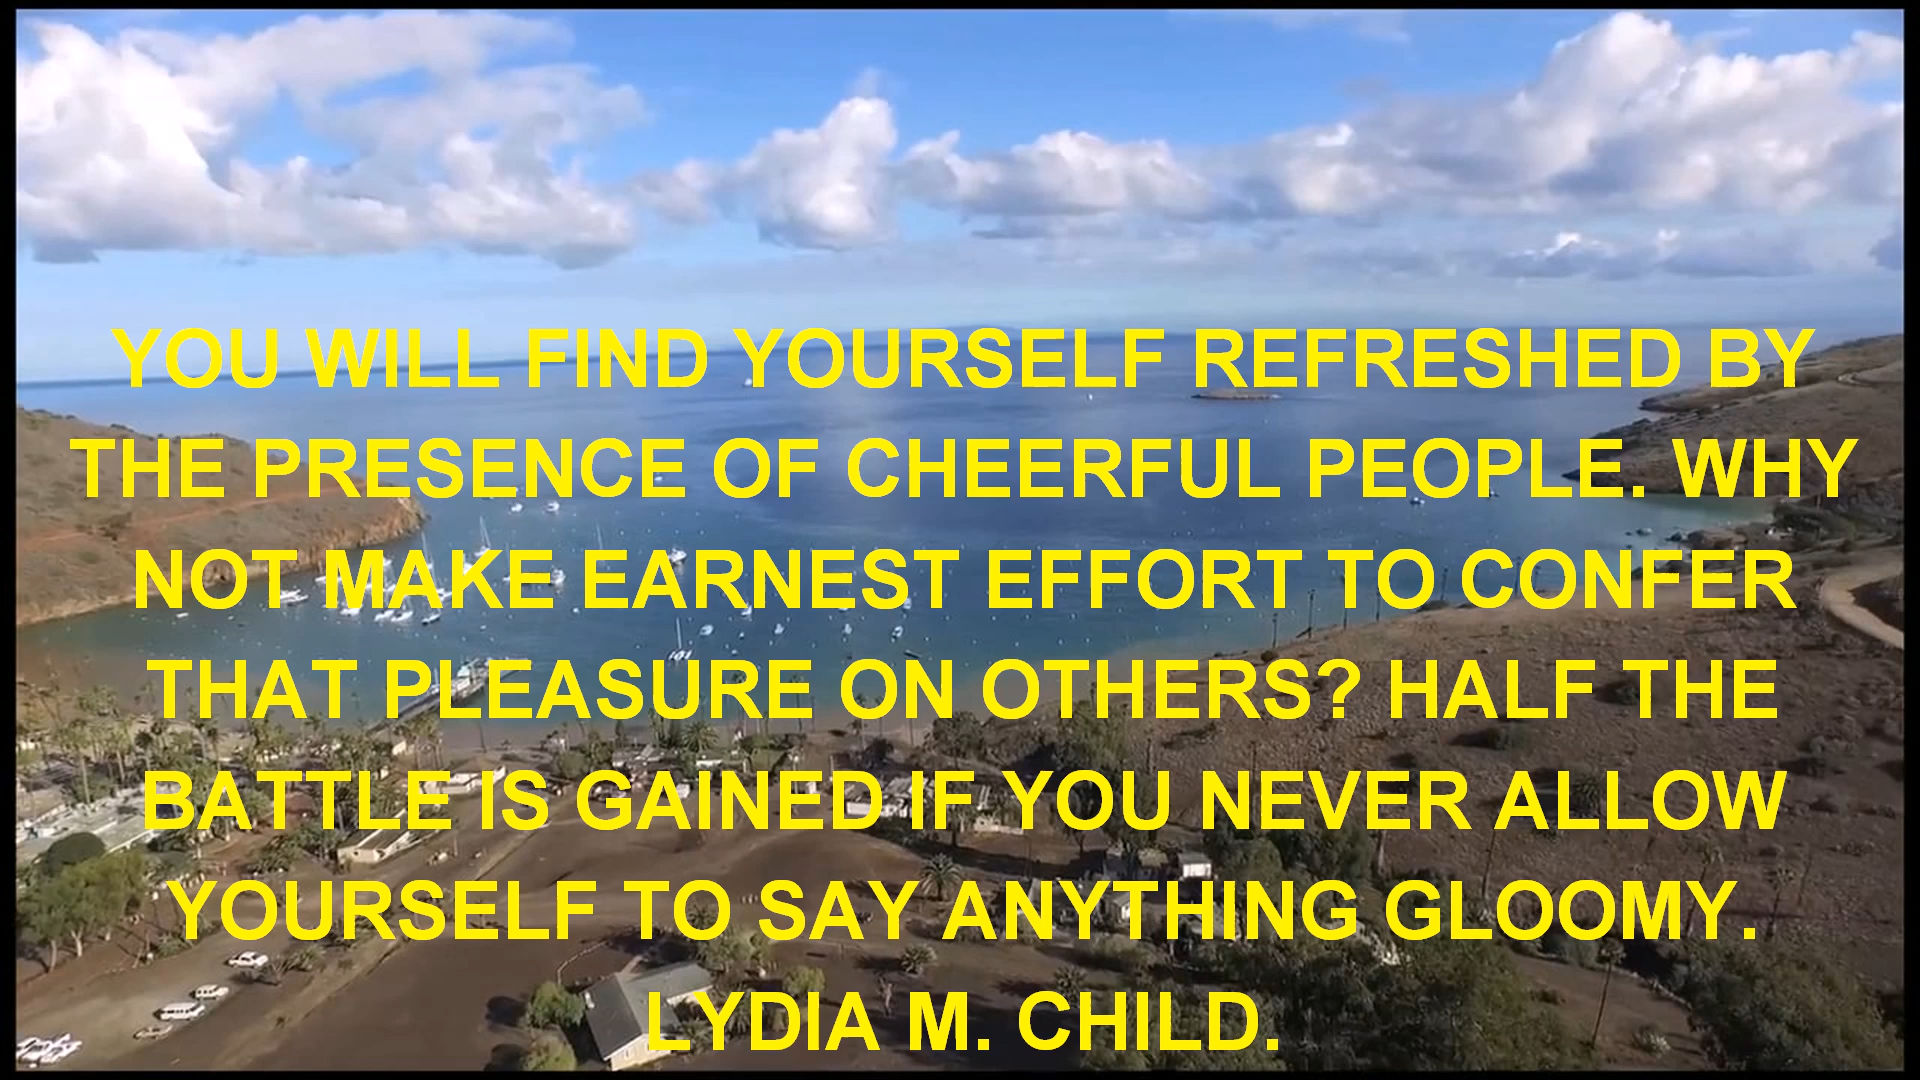 YOU WILL FIND YOURSELF REFRESHED BY
THE PRESENCE OF CHEERFUL PEOPLE. WHY
NOT MAKE EARNEST EFFORT TO CONFER
THAT PLEASURE ON OTHERS? HALF THE
BATTLE IS GAINED IF YOU NEVER ALLOW
YOURSELF TO SAY ANYTHING GLOOMY.
LYDIA M. CHILD.